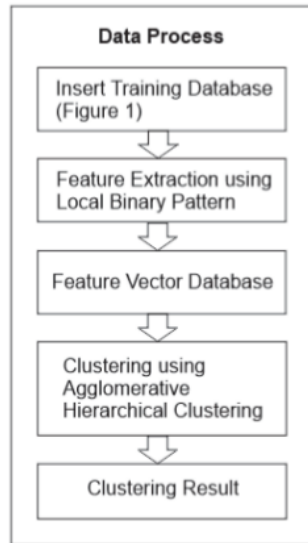 Data Process
Insert Training Database
(Figure 1)
Feature Extraction using
Local Binary Pattern
Feature Vector Database
Clustering using
Agglomerative
Hierarchical Clustering
Clustering Result